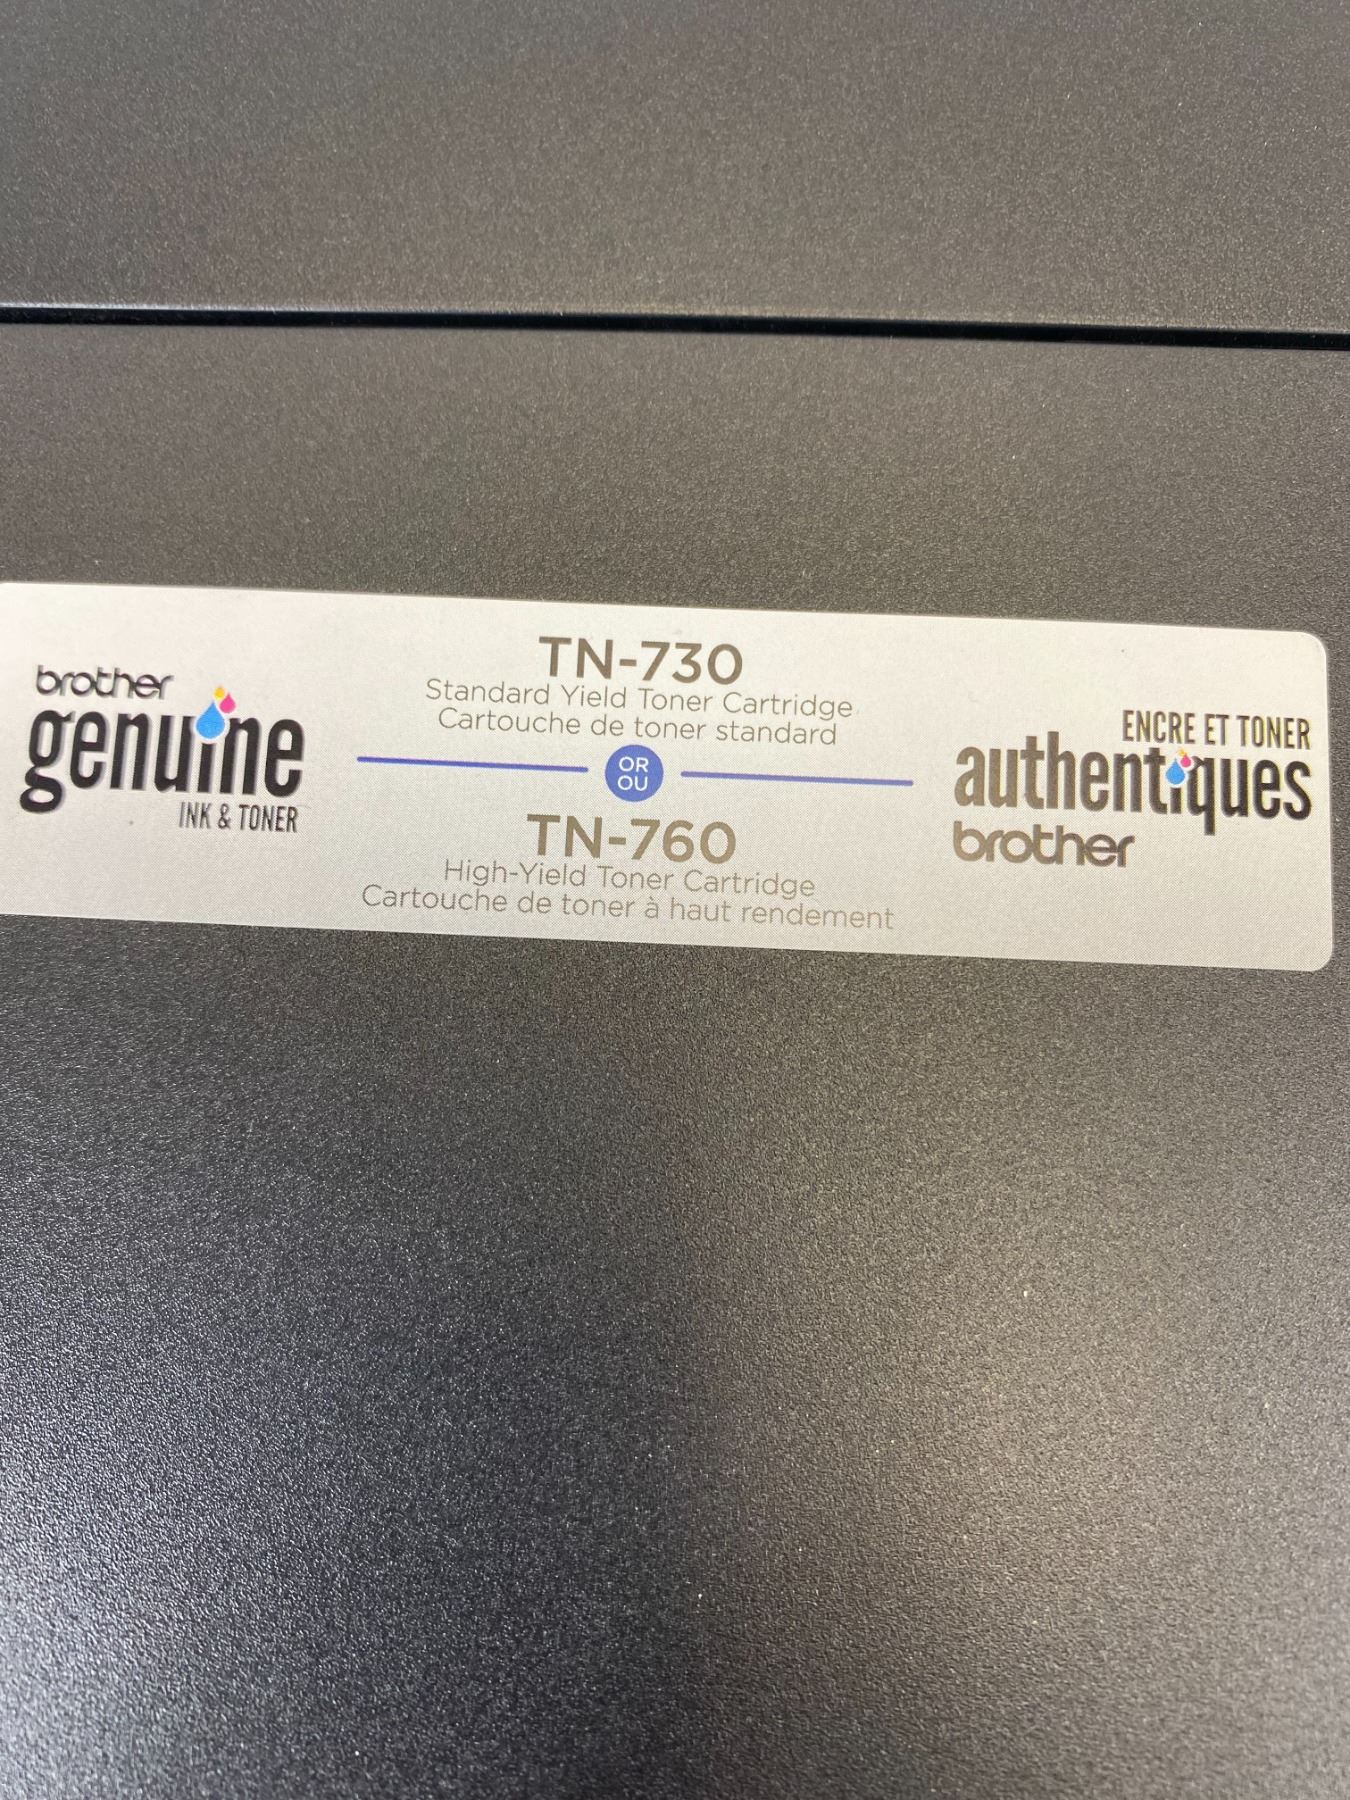 brother
genuine
INK & TONER
TN-730
Standard Yield Toner Cartridge
Cartouche de toner standard
OR
OU
TN-760
High-Yield Toner Cartridge
Cartouche de toner à haut rendement
ENCRE ET TONER
authentiques
brother